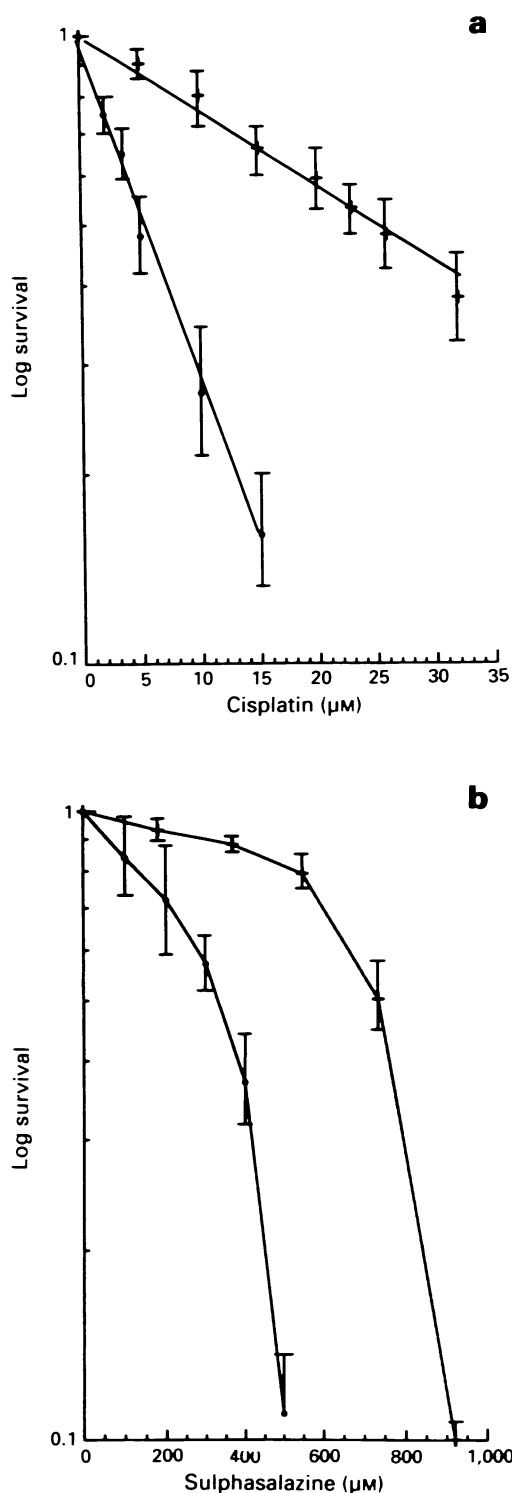 a
1
Log survival
0.1
0 5 10 15 20 25 30 35
Cisplatin (µM)
b
1
Log survival
0.1
0 200 400 600 800 1,000
Sulphasalazine (µM)